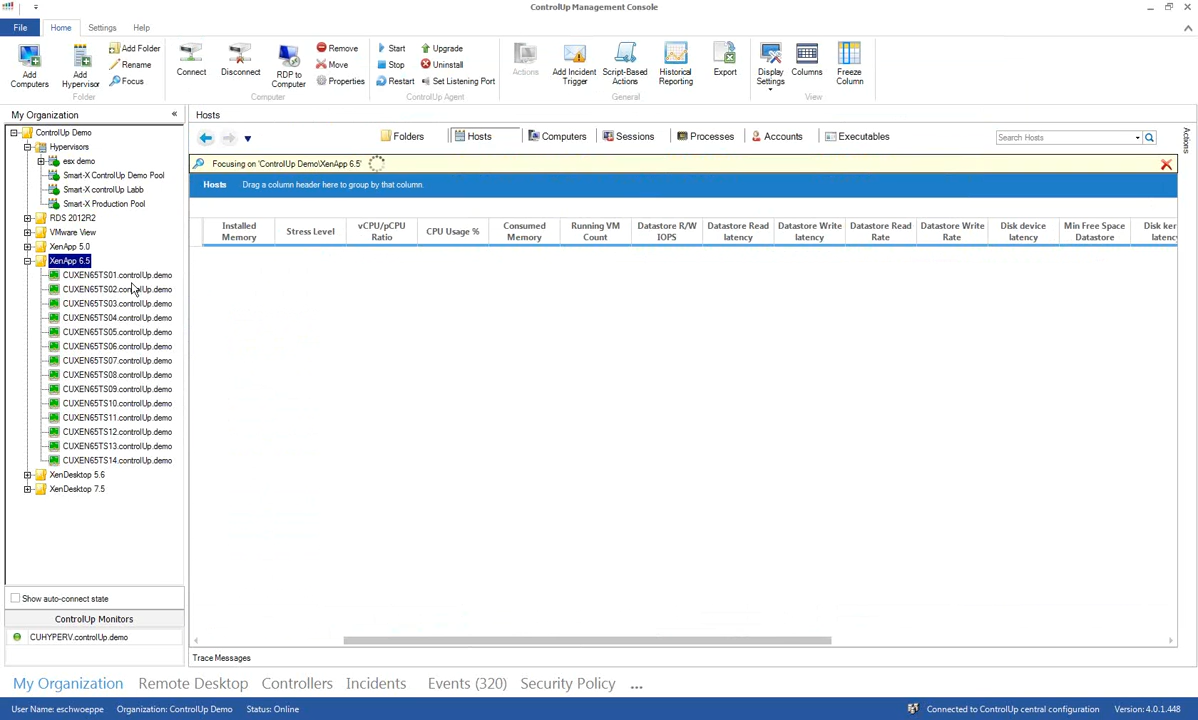 ControlUp Management Console
File
Home
Settings
Help
Add Computers
Add Hypervisor
Add Folder
Rename
Focus
Folder
Connect
Disconnect
RDP to Computer
Remove
Move
Properties
Computer
Start
Stop
Restart
Upgrade
Uninstall
Set Listening Port
ControlUp Agent
Actions
Add Incident Trigger
Script-Based Actions
Historical Reporting
Export
General
Display Settings
Columns
Freeze Column
View
My Organization
«
ControlUp Demo
Hypervisors
esx demo
Smart-X ControlUp Demo Pool
Smart-X controlUp Labb
Smart-X Production Pool
RDS 2012R2
VMware View
XenApp 5.0
XenApp 6.5
CUXEN65TS01.controlUp.demo
CUXEN65TS02.controlUp.demo
CUXEN65TS03.controlUp.demo
CUXEN65TS04.controlUp.demo
CUXEN65TS05.controlUp.demo
CUXEN65TS06.controlUp.demo
CUXEN65TS07.controlUp.demo
CUXEN65TS08.controlUp.demo
CUXEN65TS09.controlUp.demo
CUXEN65TS10.controlUp.demo
CUXEN65TS11.controlUp.demo
CUXEN65TS12.controlUp.demo
CUXEN65TS13.controlUp.demo
CUXEN65TS14.controlUp.demo
XenDesktop 5.6
XenDesktop 7.5
Show auto-connect state
ControlUp Monitors
CUHYPERV.controlUp.demo
Hosts
Folders
Hosts
Computers
Sessions
Processes
Accounts
Executables
Search Hosts
Actions
Focusing on 'ControlUp Demo\XenApp 6.5'
Hosts Drag a column header here to group by that column.
Installed Memory
Stress Level
vCPU/pCPU Ratio
CPU Usage %
Consumed Memory
Running VM Count
Datastore R/W IOPS
Datastore Read latency
Datastore Write latency
Datastore Read Rate
Datastore Write Rate
Disk device latency
Min Free Space Datastore
Disk ker latency
Trace Messages
My Organization
Remote Desktop
Controllers
Incidents
Events (320)
Security Policy
...
User Name: eschwoeppe
Organization: ControlUp Demo
Status: Online
Connected to ControlUp central configuration
Version: 4.0.1.448